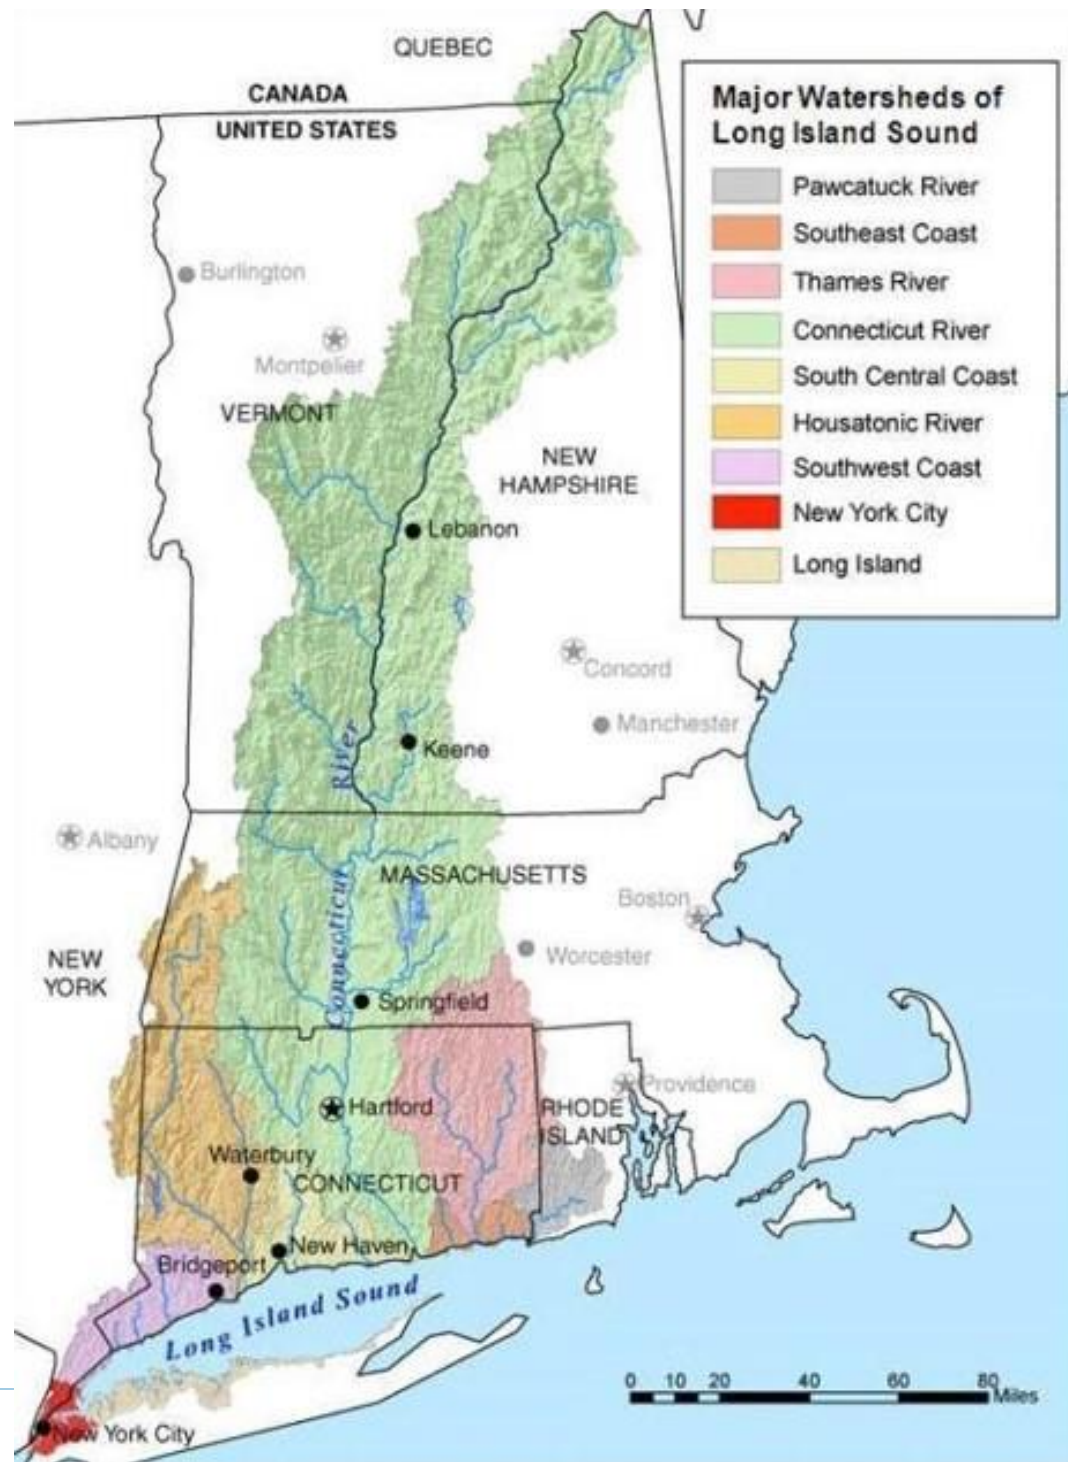 QUEBEC
CANADA
UNITED STATES
Major Watersheds of
Long Island Sound
Pawcatuck River
Southeast Coast
Thames River
Connecticut River
South Central Coast
Housatonic River
Southwest Coast
New York City
Long Island
Burlington
Montpelier
VERMONT
NEW
HAMPSHIRE
Lebanon
Concord
Manchester
Keene
Connecticut River
Albany
MASSACHUSETTS
Boston
Worcester
NEW
YORK
Springfield
Providence
Hartford
RHODE
ISLAND
Waterbury
CONNECTICUT
New Haven
Bridgeport
Long Island Sound
New York City
0 10 20 40 60 80
Miles